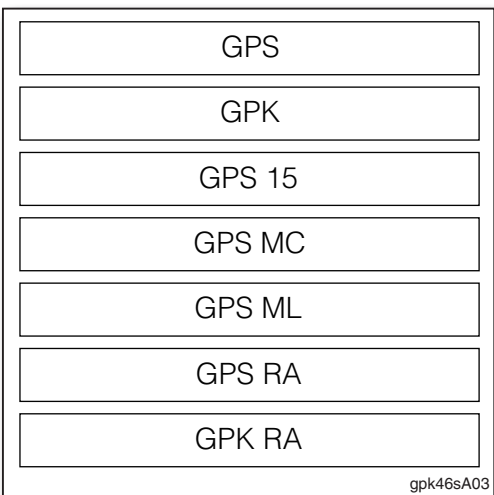 GPS
GPK
GPS 15
GPS MC
GPS ML
GPS RA
GPK RA
gpk46sA03